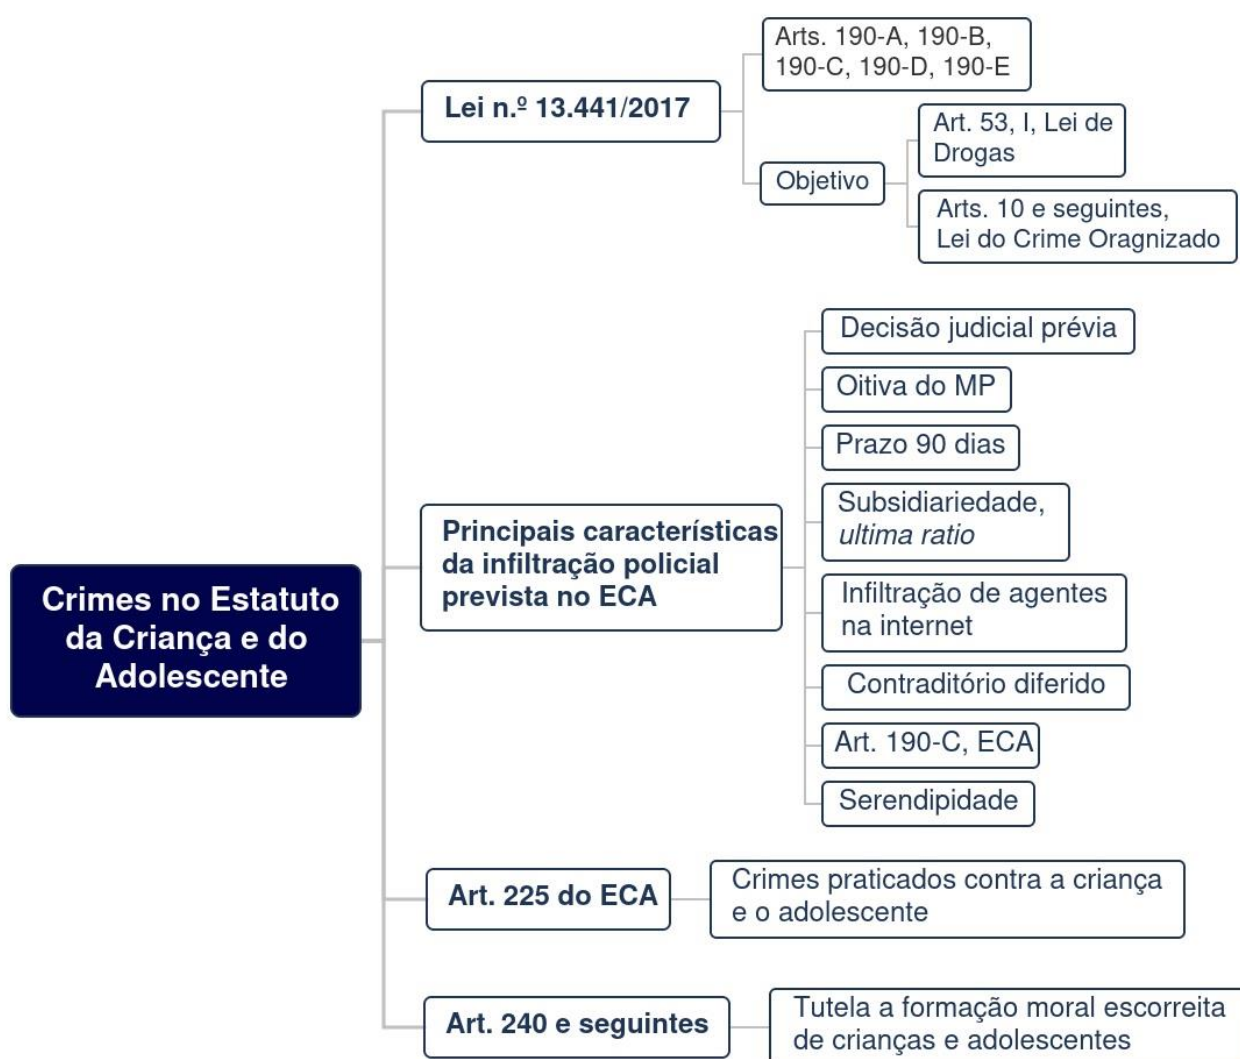 Crimes no Estatuto
da Criança e do
Adolescente
Lei n.º 13.441/2017
Arts. 190-A, 190-B,
190-C, 190-D, 190-E
Objetivo
Art. 53, I, Lei de
Drogas
Arts. 10 e seguintes,
Lei do Crime Oragnizado
Principais características
da infiltração policial
prevista no ECA
Decisão judicial prévia
Oitiva do MP
Prazo 90 dias
Subsidiariedade,
ultima ratio
Infiltração de agentes
na internet
Contraditório diferido
Art. 190-C, ECA
Serendipidade
Art. 225 do ECA
Crimes praticados contra a criança
e o adolescente
Art. 240 e seguintes
Tutela a formação moral escorreita
de crianças e adolescentes